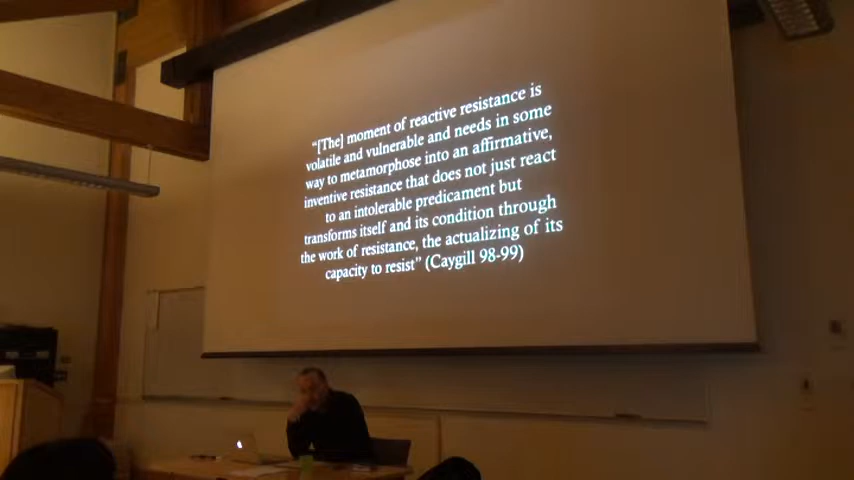 “[The] moment of reactive resistance is
volatile and vulnerable and needs in some
way to metamorphose into an affirmative,
inventive resistance that does not just react
to an intolerable predicament but
transforms itself and its condition through
the work of resistance, the actualizing of its
capacity to resist” (Caygill 98-99)